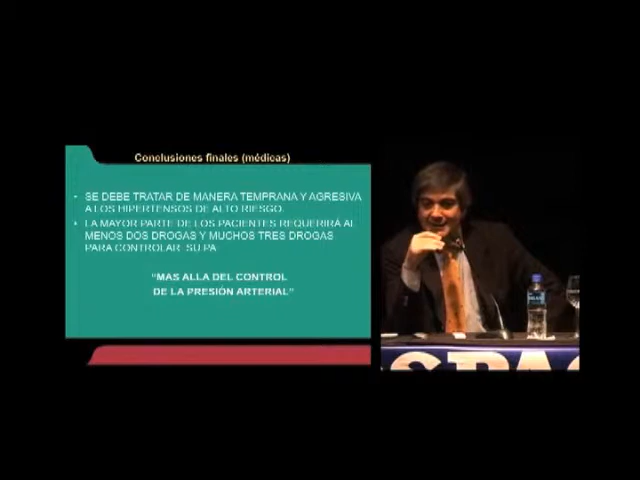 Conclusiones finales (médicas)
• SE DEBE TRATAR DE MANERA TEMPRANA Y AGRESIVA
A LOS HIPERTENSOS DE ALTO RIESGO.
• LA MAYOR PARTE DE LOS PACIENTES REQUERIRÁ AL
MENOS DOS DROGAS Y MUCHOS TRES DROGAS
PARA CONTROLAR SU PA
"MAS ALLA DEL CONTROL
DE LA PRESIÓN ARTERIAL"